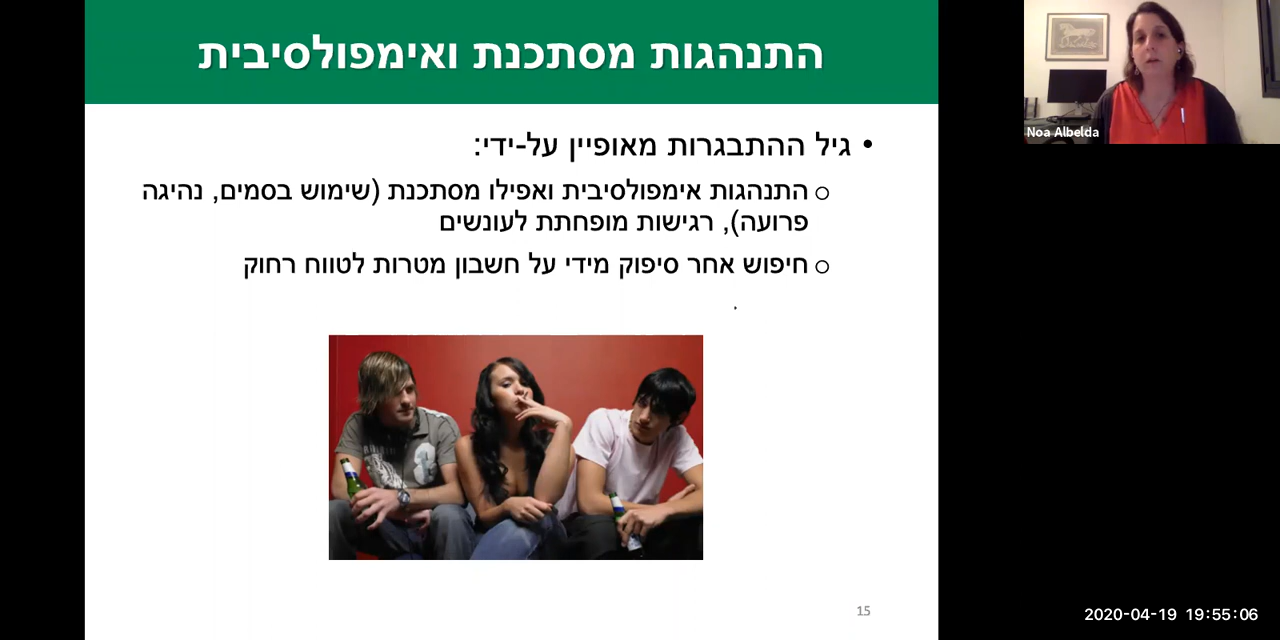 התנהגות מסתכנת ואימפולסיבית
• גיל ההתבגרות מאופיין על-ידי:
o התנהגות אימפולסיבית ואפילו מסתכנת (שימוש בסמים, נהיגה
פרועה), רגישות מופחתת לעונשים
o חיפוש אחר סיפוק מידי על חשבון מטרות לטווח רחוק
.
15
Noa Albelda
2020-04-19 19:55:06